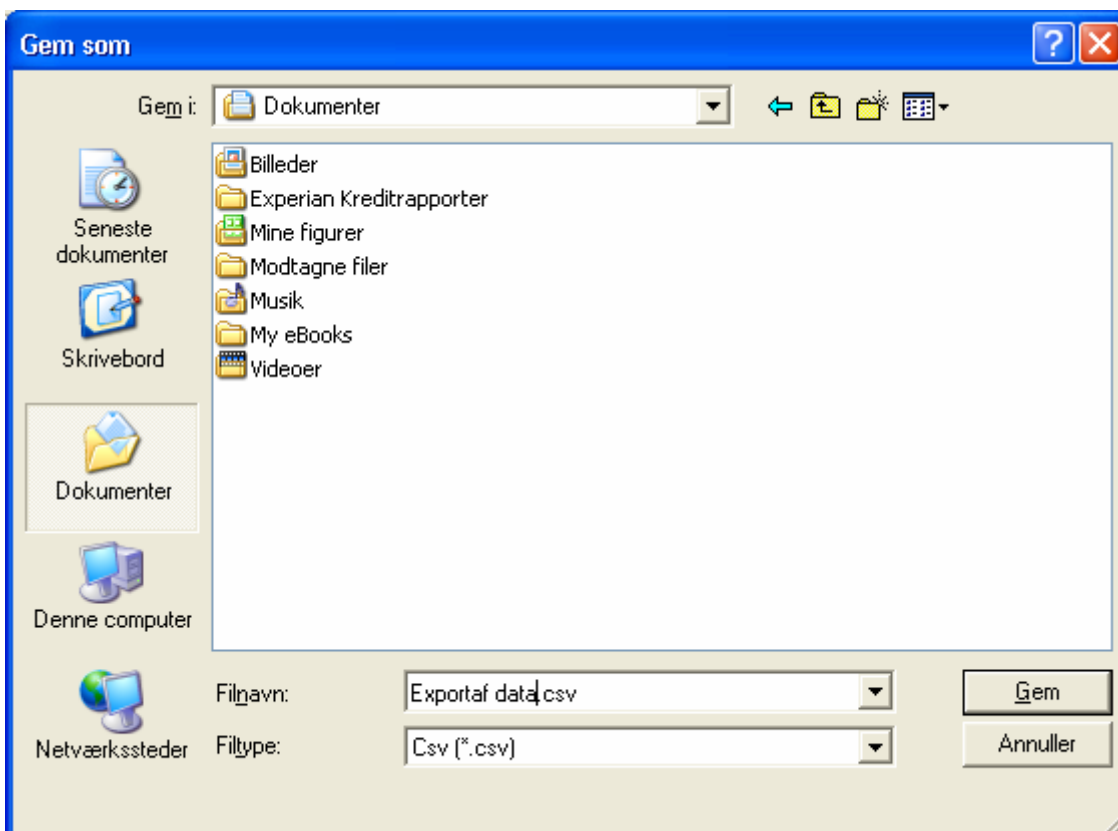 Gem som
Gem i:
Dokumenter
Seneste
dokumenter
Skrivebord
Dokumenter
Denne computer
Netværkssteder
Billeder
Experian Kreditrapporter
Mine figurer
Modtagne filer
Musik
My eBooks
Videoer
Filnavn:
Exportaf data.csv
Gem
Filtype:
Csv (*.csv)
Annuller